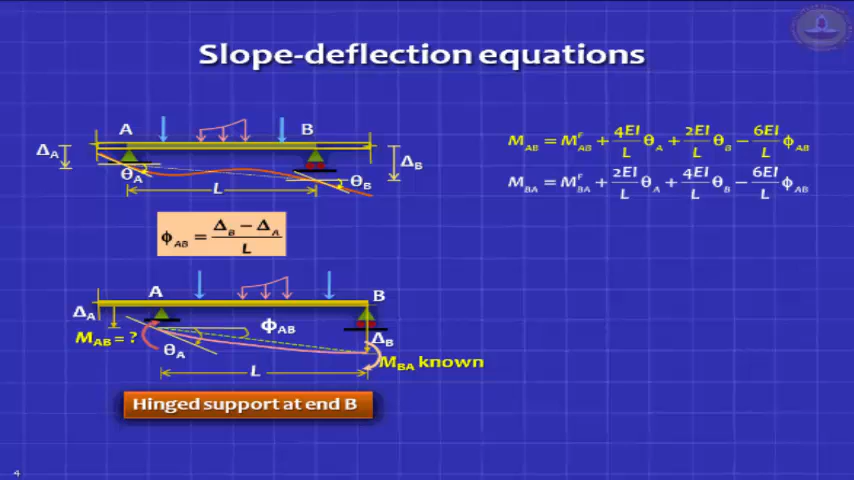 Slope-deflection equations
A B
Δ_A Δ_B
θ_A θ_B
L
M_AB = M^F_AB + 4EI/L θ_A + 2EI/L θ_B − 6EI/L ϕ_AB
M_BA = M^F_BA + 2EI/L θ_A + 4EI/L θ_B − 6EI/L ϕ_AB
ϕ_AB = Δ_B − Δ_A / L
A B
Δ_A
M_AB = ? ϕ_AB Δ_B
θ_A
M_BA known
L
Hinged support at end B
4